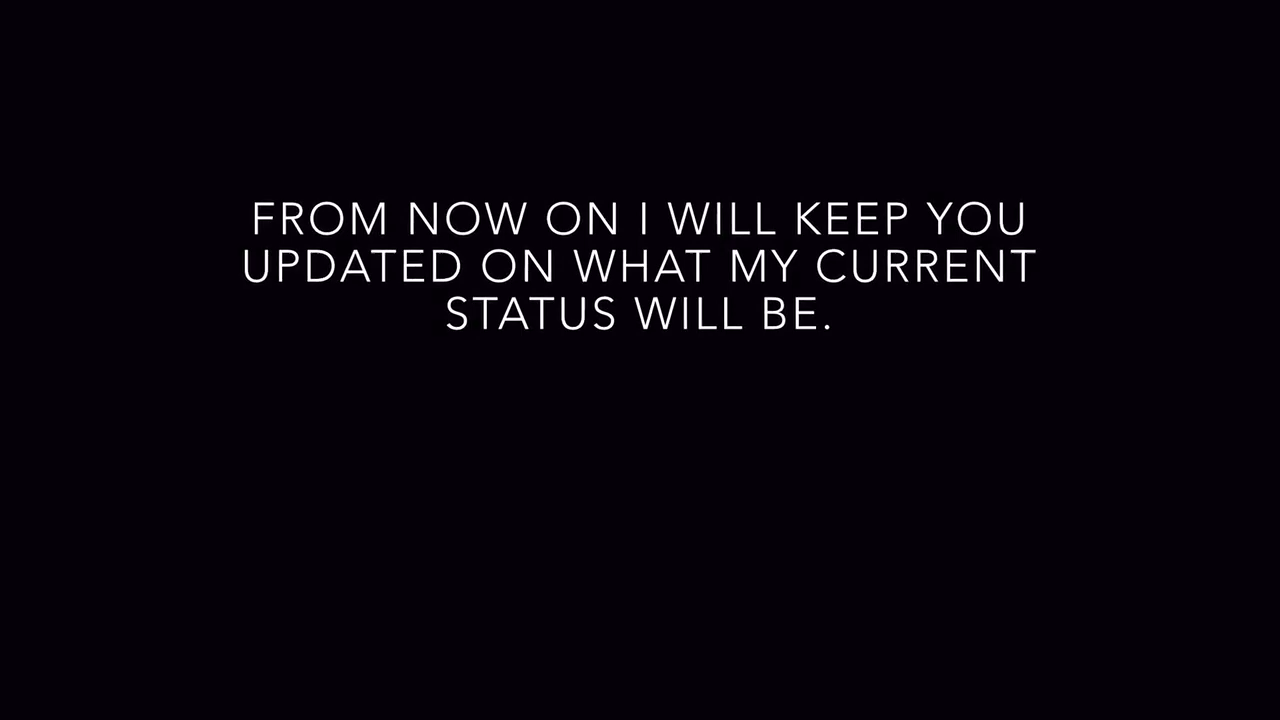 FROM NOW ON I WILL KEEP YOU
UPDATED ON WHAT MY CURRENT
STATUS WILL BE.